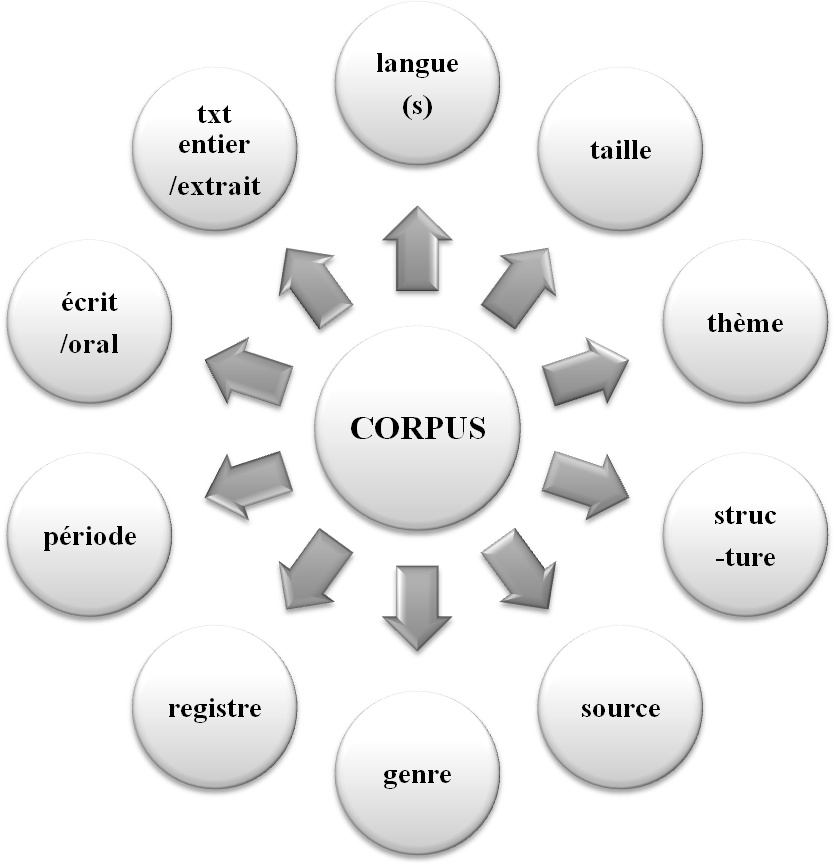 langue
(s)
txt
entier
/extrait
taille
écrit
/oral
thème
CORPUS
période
struc
-ture
registre
source
genre